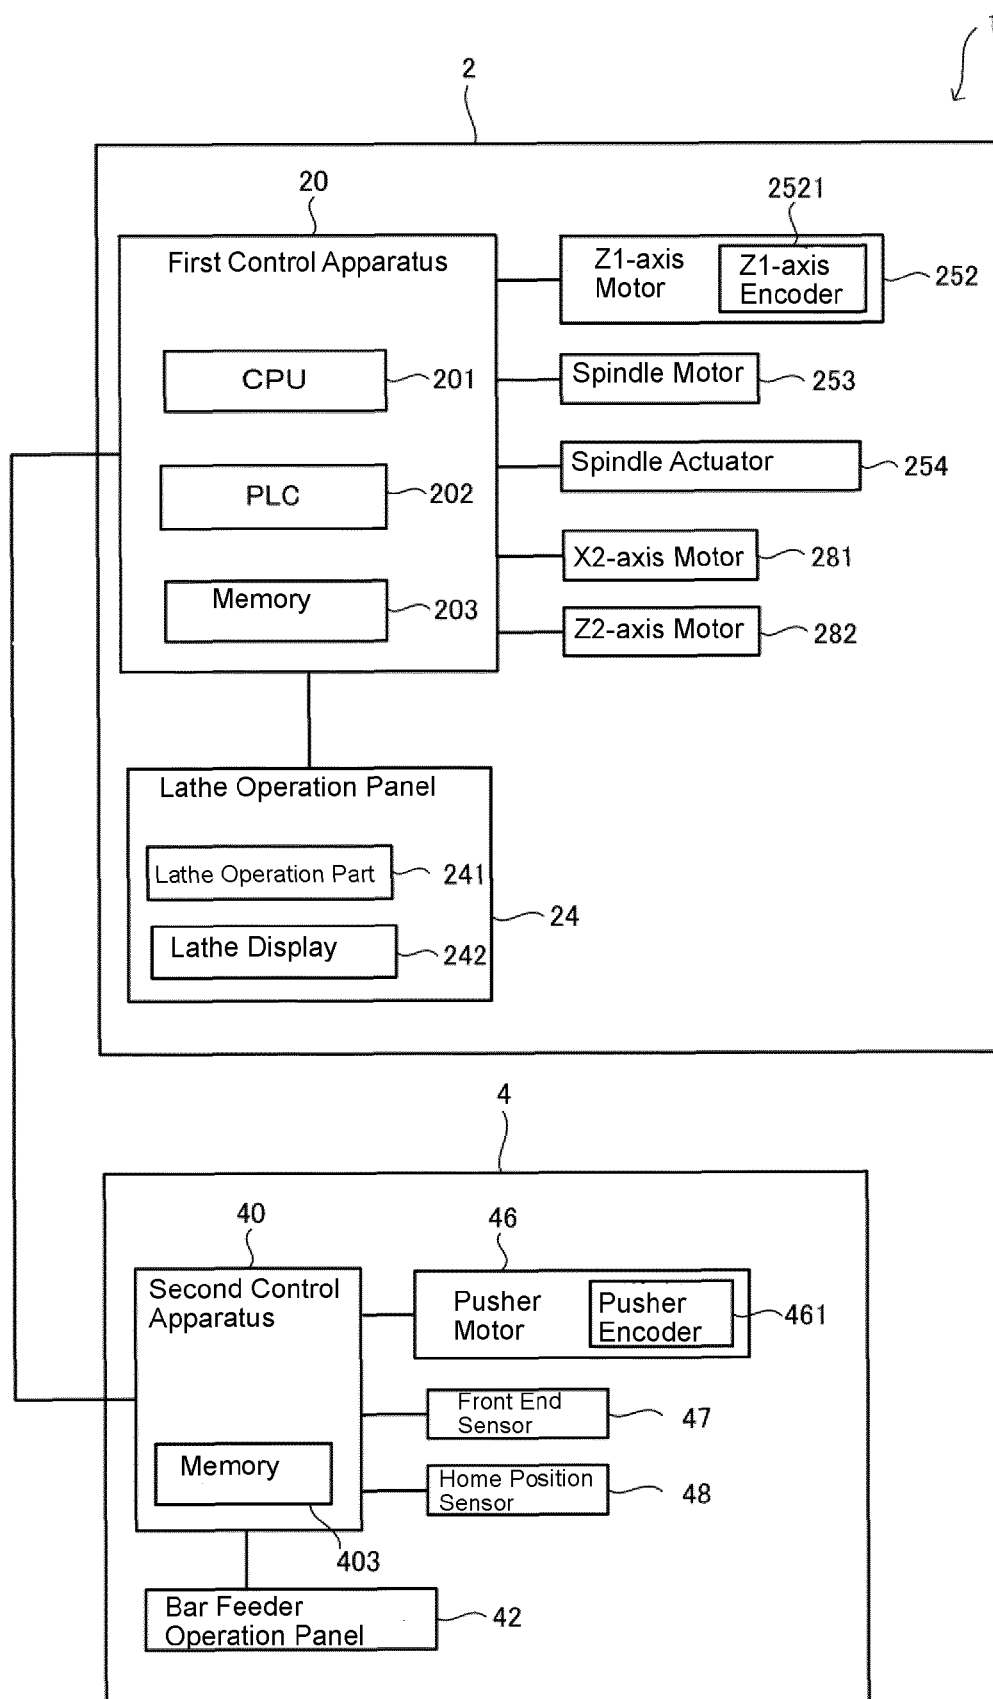 2
20
First Control Apparatus
CPU
201
PLC
202
Memory
203
2521
Z1-axis
Motor
Z1-axis
Encoder
252
Spindle Motor
253
Spindle Actuator
254
X2-axis Motor
281
Z2-axis Motor
282
Lathe Operation Panel
Lathe Operation Part
241
Lathe Display
242
24
4
40
Second Control
Apparatus
Memory
403
46
Pusher
Motor
Pusher
Encoder
461
Front End
Sensor
47
Home Position
Sensor
48
Bar Feeder
Operation Panel
42